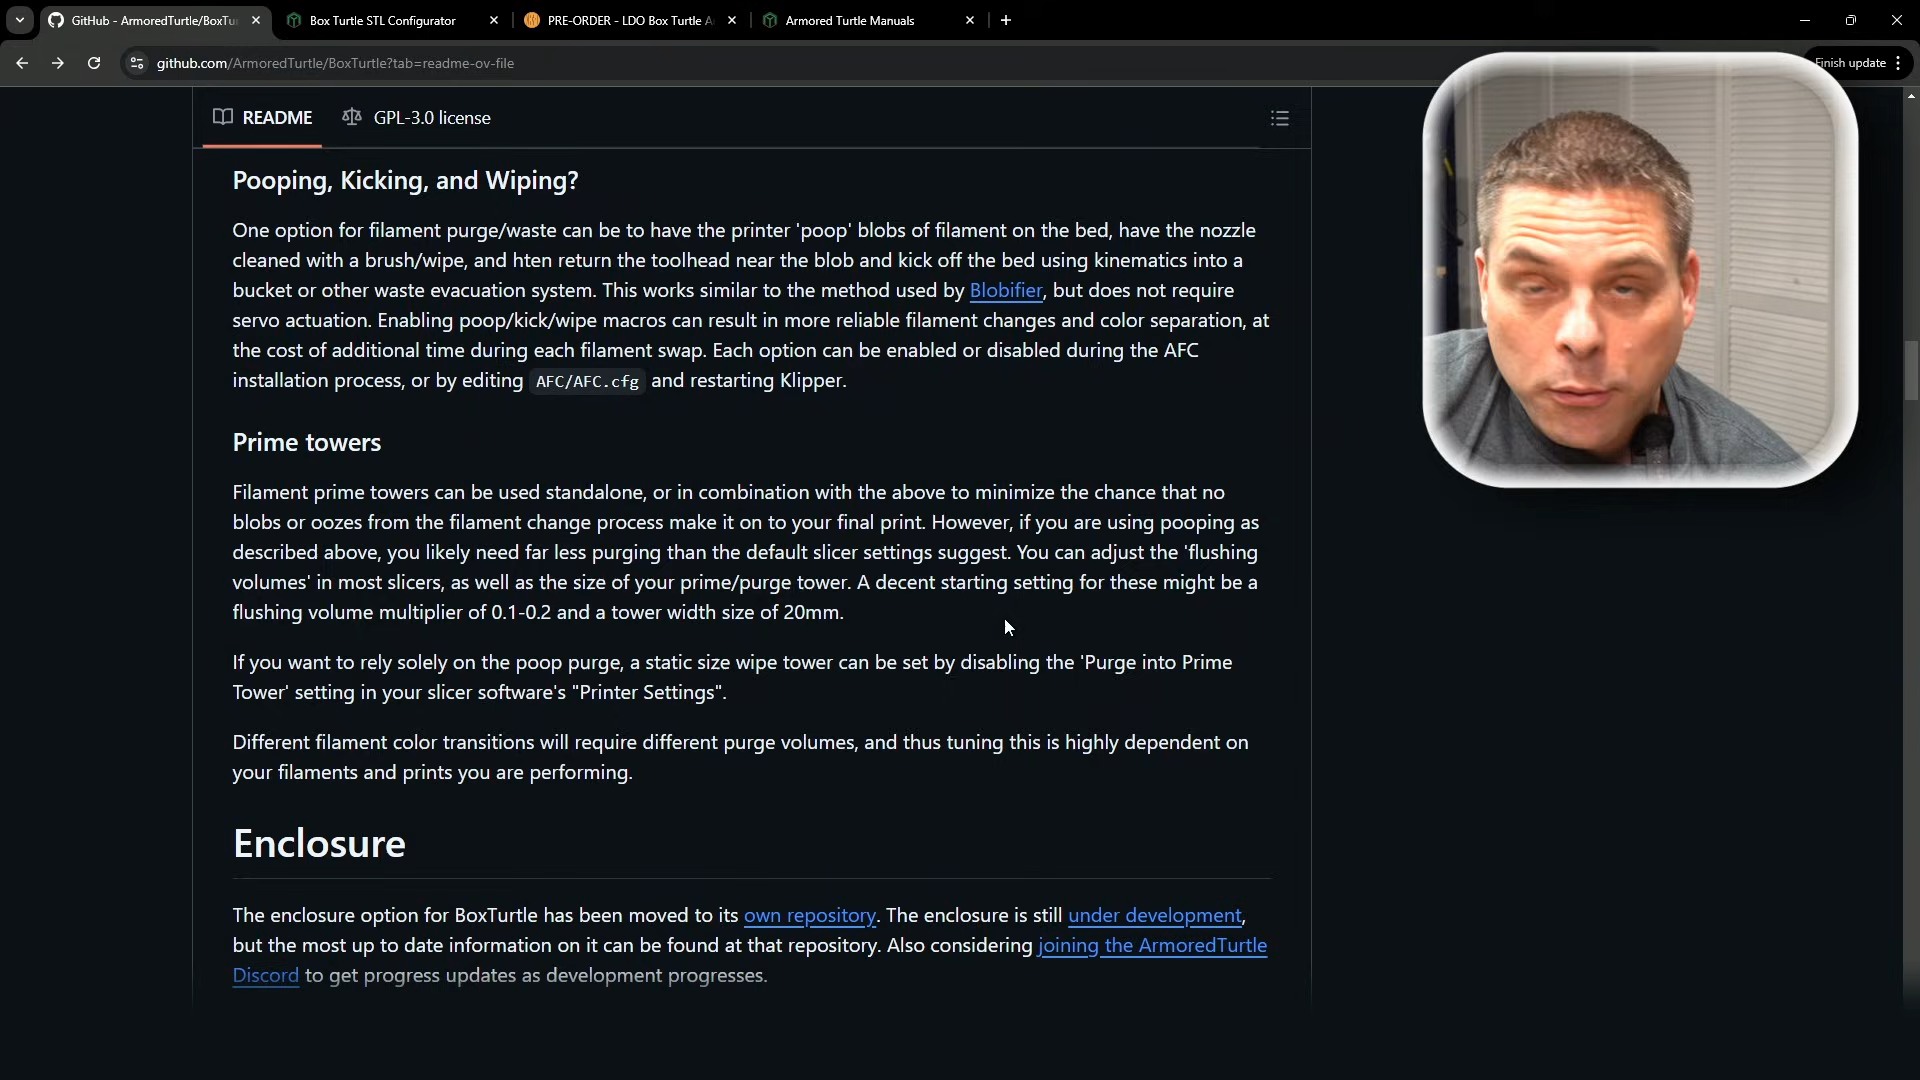 GitHub - ArmoredTurtle/BoxTu
Box Turtle STL Configurator
PRE-ORDER - LDO Box Turtle A
Armored Turtle Manuals
github.com/ArmoredTurtle/BoxTurtle?tab=readme-ov-file
Finish update
README
GPL-3.0 license
Pooping, Kicking, and Wiping?
One option for filament purge/waste can be to have the printer 'poop' blobs of filament on the bed, have the nozzle
cleaned with a brush/wipe, and hten return the toolhead near the blob and kick off the bed using kinematics into a
bucket or other waste evacuation system. This works similar to the method used by Blobifier, but does not require
servo actuation. Enabling poop/kick/wipe macros can result in more reliable filament changes and color separation, at
the cost of additional time during each filament swap. Each option can be enabled or disabled during the AFC
installation process, or by editing AFC/AFC.cfg and restarting Klipper.
Prime towers
Filament prime towers can be used standalone, or in combination with the above to minimize the chance that no
blobs or oozes from the filament change process make it on to your final print. However, if you are using pooping as
described above, you likely need far less purging than the default slicer settings suggest. You can adjust the 'flushing
volumes' in most slicers, as well as the size of your prime/purge tower. A decent starting setting for these might be a
flushing volume multiplier of 0.1-0.2 and a tower width size of 20mm.
If you want to rely solely on the poop purge, a static size wipe tower can be set by disabling the 'Purge into Prime
Tower' setting in your slicer software's "Printer Settings".
Different filament color transitions will require different purge volumes, and thus tuning this is highly dependent on
your filaments and prints you are performing.
Enclosure
The enclosure option for BoxTurtle has been moved to its own repository. The enclosure is still under development,
but the most up to date information on it can be found at that repository. Also considering joining the ArmoredTurtle
Discord to get progress updates as development progresses.